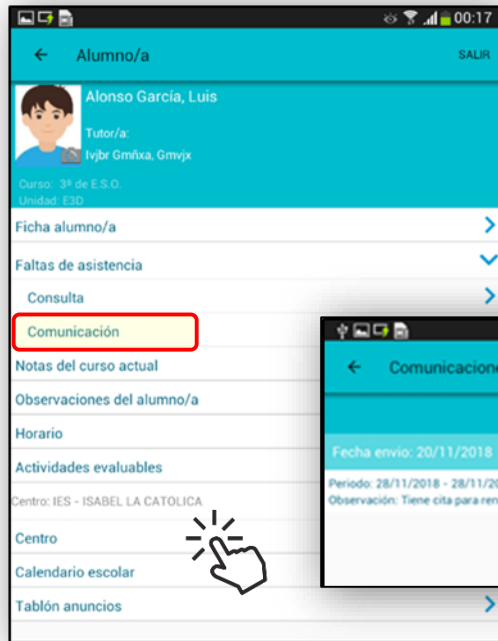 00:17
Alumno/a
SALIR
Alonso García, Luis
Tutor/a:
Ivjbr Gmñxa, Gmvjx
Curso: 3ª de E.S.O.
Unidad: E3D
Ficha alumno/a
Faltas de asistencia
Consulta
Comunicación
Notas del curso actual
Observaciones del alumno/a
Horario
Actividades evaluables
Centro: IES - ISABEL LA CATOLICA
Centro
Calendario escolar
Tablón anuncios
Comunicacione
Fecha envio: 20/11/2018
Periodo: 28/11/2018 - 28/11/20
Observación: Tiene cita para ren